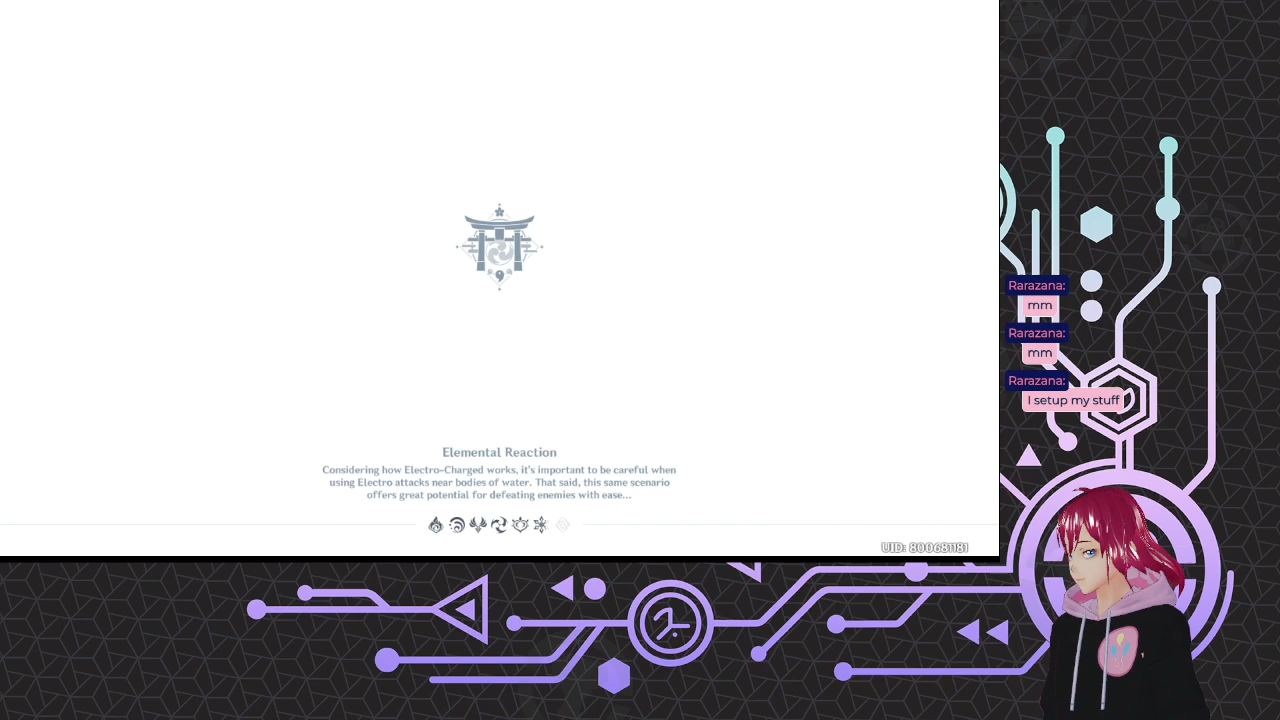 Rarazana:
mm
Rarazana:
mm
Rarazana:
I setup my stuff
Elemental Reaction
Considering how Electro-Charged works, it's important to be careful when
using Electro attacks near bodies of water. That said, this same scenario
offers great potential for defeating enemies with ease...
UID: 800681181